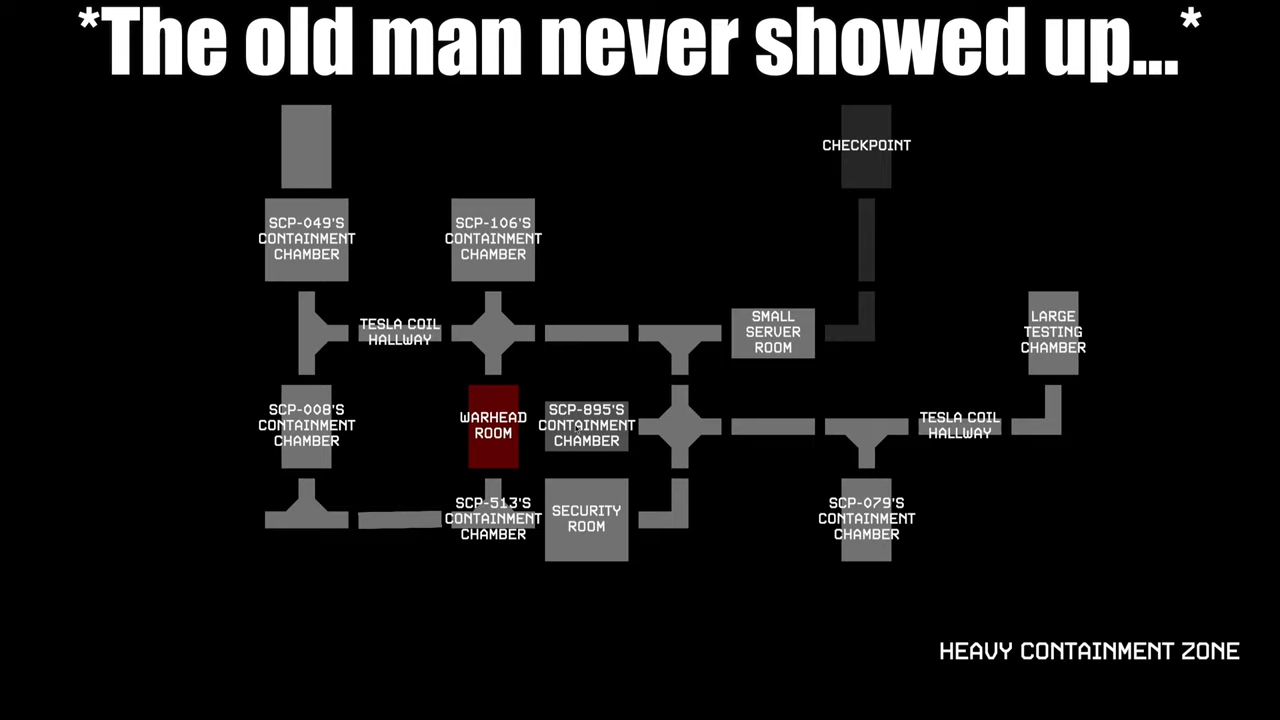 *The old man never showed up...*
CHECKPOINT
SCP-049'S
CONTAINMENT
CHAMBER
SCP-106'S
CONTAINMENT
CHAMBER
TESLA COIL
HALLWAY
SMALL
SERVER
ROOM
LARGE
TESTING
CHAMBER
SCP-008'S
CONTAINMENT
CHAMBER
WARHEAD
ROOM
SCP-895'S
CONTAINMENT
CHAMBER
TESLA COIL
HALLWAY
SCP-513'S
CONTAINMENT
CHAMBER
SECURITY
ROOM
SCP-079'S
CONTAINMENT
CHAMBER
HEAVY CONTAINMENT ZONE